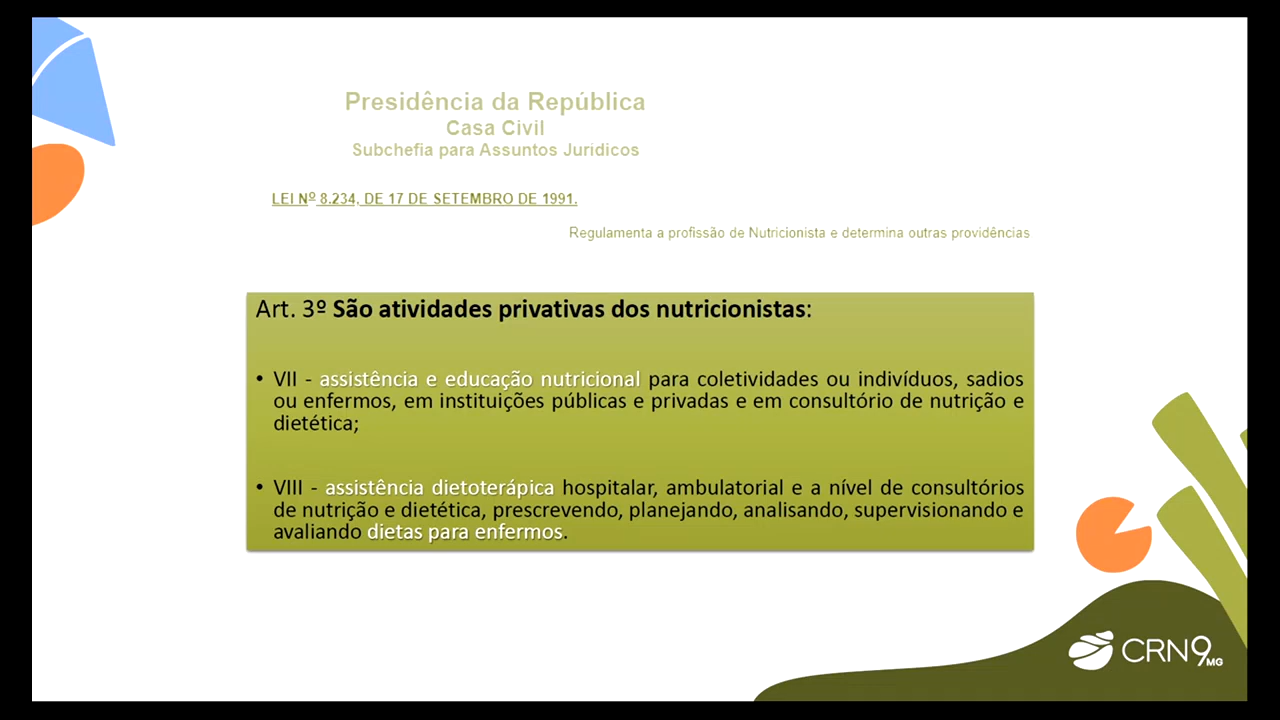 Presidência da República
Casa Civil
Subchefia para Assuntos Jurídicos
LEI Nº 8.234, DE 17 DE SETEMBRO DE 1991.
Regulamenta a profissão de Nutricionista e determina outras providências
Art. 3º São atividades privativas dos nutricionistas:
• VII - assistência e educação nutricional para coletividades ou indivíduos, sadios
ou enfermos, em instituições públicas e privadas e em consultório de nutrição e
dietética;
• VIII - assistência dietoterápica hospitalar, ambulatorial e a nível de consultórios
de nutrição e dietética, prescrevendo, planejando, analisando, supervisionando e
avaliando dietas para enfermos.
CRN9 MG